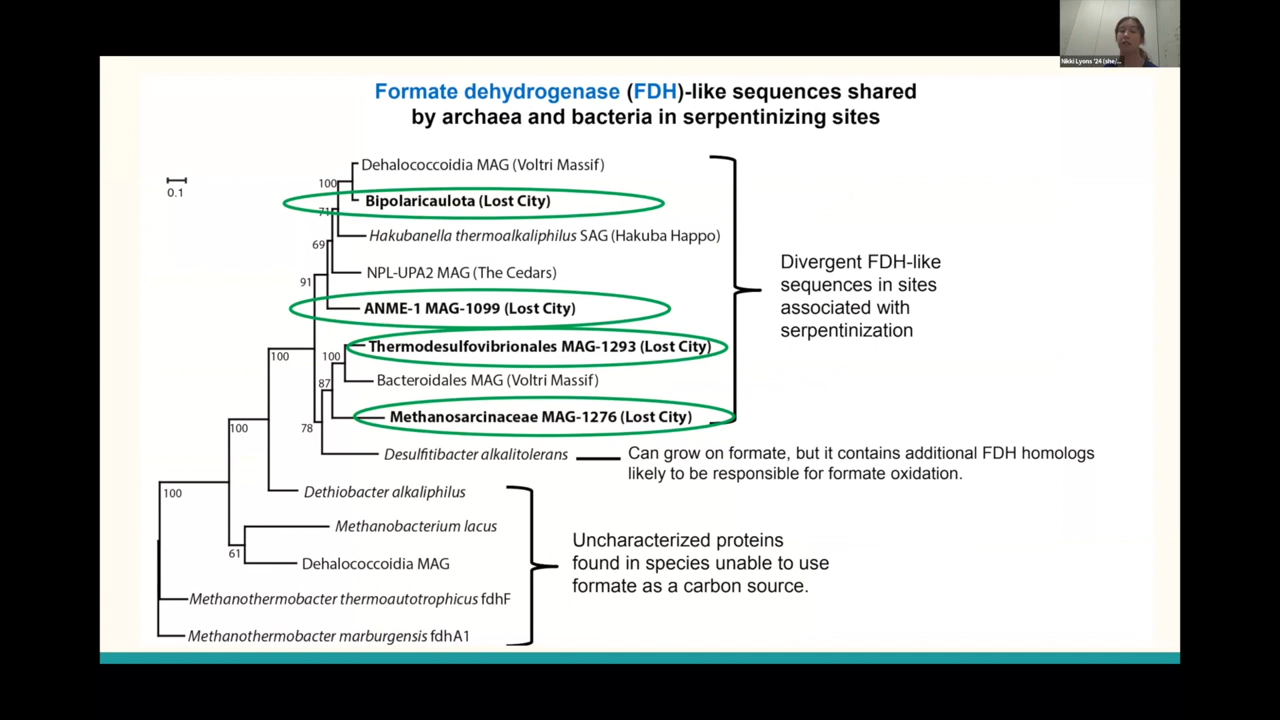 Nikki Lyons '24 (she/...
Formate dehydrogenase (FDH)-like sequences shared
by archaea and bacteria in serpentinizing sites
0.1
Dehalococcoidia MAG (Voltri Massif)
100
Bipolaricaulota (Lost City)
71
Hakubanella thermoalkaliphilus SAG (Hakuba Happo)
69
NPL-UPA2 MAG (The Cedars)
91
ANME-1 MAG-1099 (Lost City)
Thermodesulfovibrionales MAG-1293 (Lost City)
100
100
Bacteroidales MAG (Voltri Massif)
87
Methanosarcinaceae MAG-1276 (Lost City)
78
100
Desulfitibacter alkalitolerans
Dethiobacter alkaliphilus
100
Methanobacterium lacus
61
Dehalococcoidia MAG
Methanothermobacter thermoautotrophicus fdhF
Methanothermobacter marburgensis fdhA1
Divergent FDH-like
sequences in sites
associated with
serpentinization
Can grow on formate, but it contains additional FDH homologs
likely to be responsible for formate oxidation.
Uncharacterized proteins
found in species unable to use
formate as a carbon source.